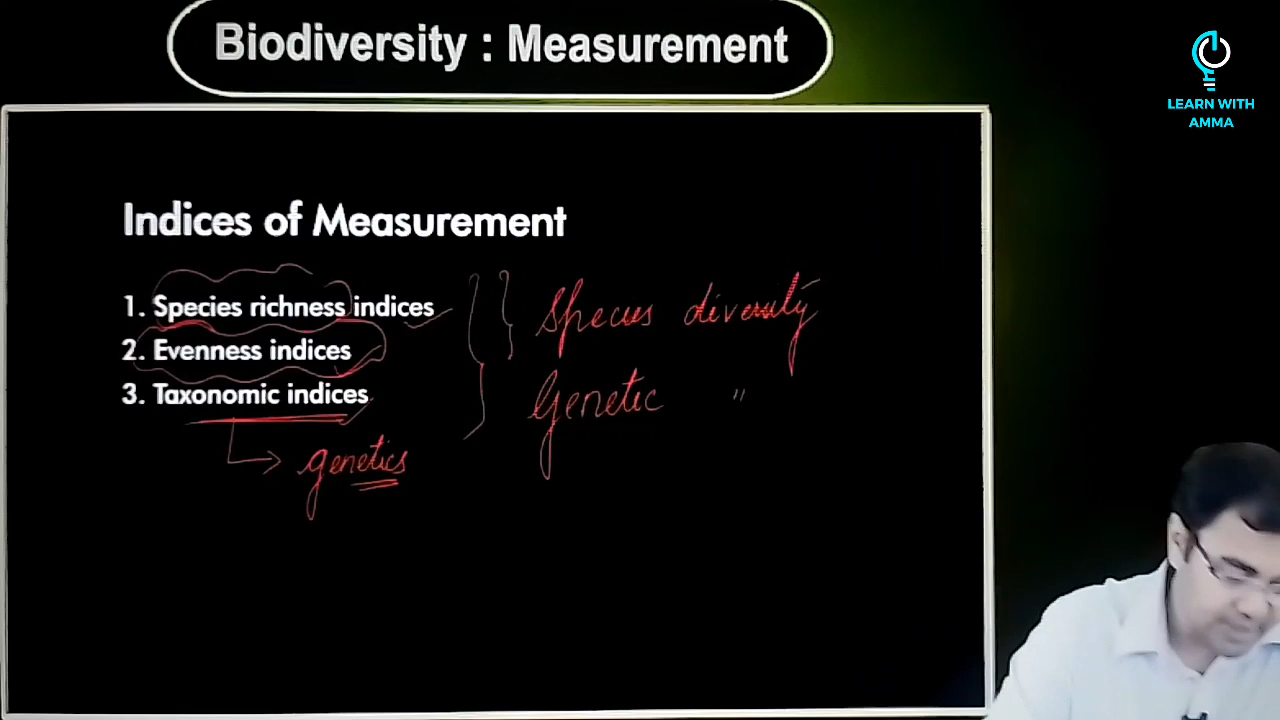 Biodiversity : Measurement
LEARN WITH
AMMA
Indices of Measurement
1. Species richness indices
2. Evenness indices
3. Taxonomic indices
Species diversity
Genetic "
genetics